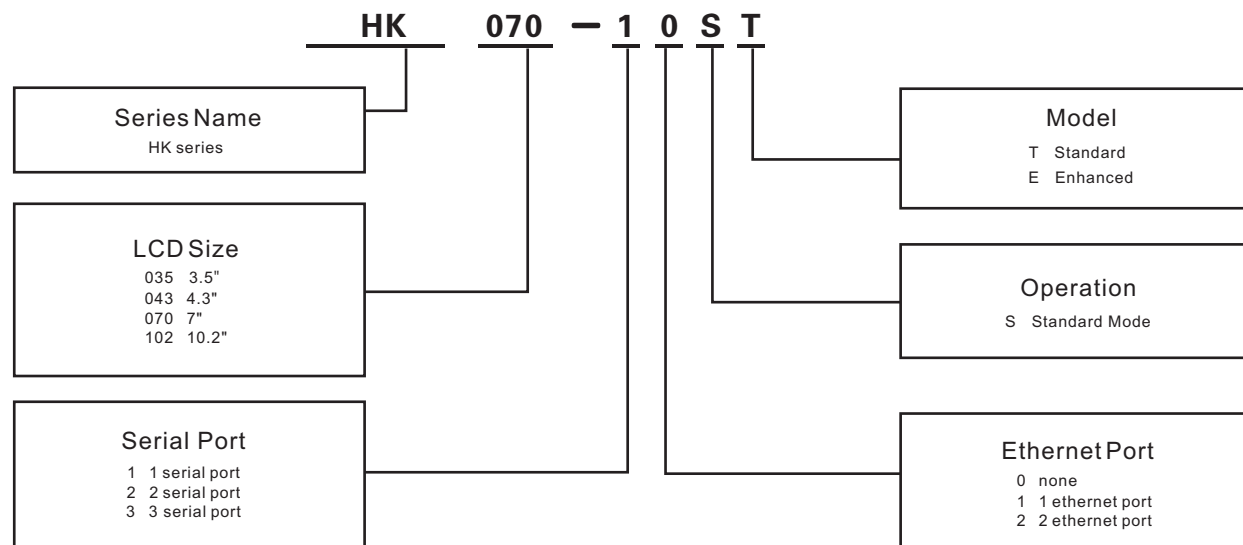 HK 070 – 1 0 S T
Series Name
HK series
LCD Size
035 3.5"
043 4.3"
070 7"
102 10.2"
Serial Port
1 1 serial port
2 2 serial port
3 3 serial port
Model
T Standard
E Enhanced
Operation
S Standard Mode
Ethernet Port
0 none
1 1 ethernet port
2 2 ethernet port